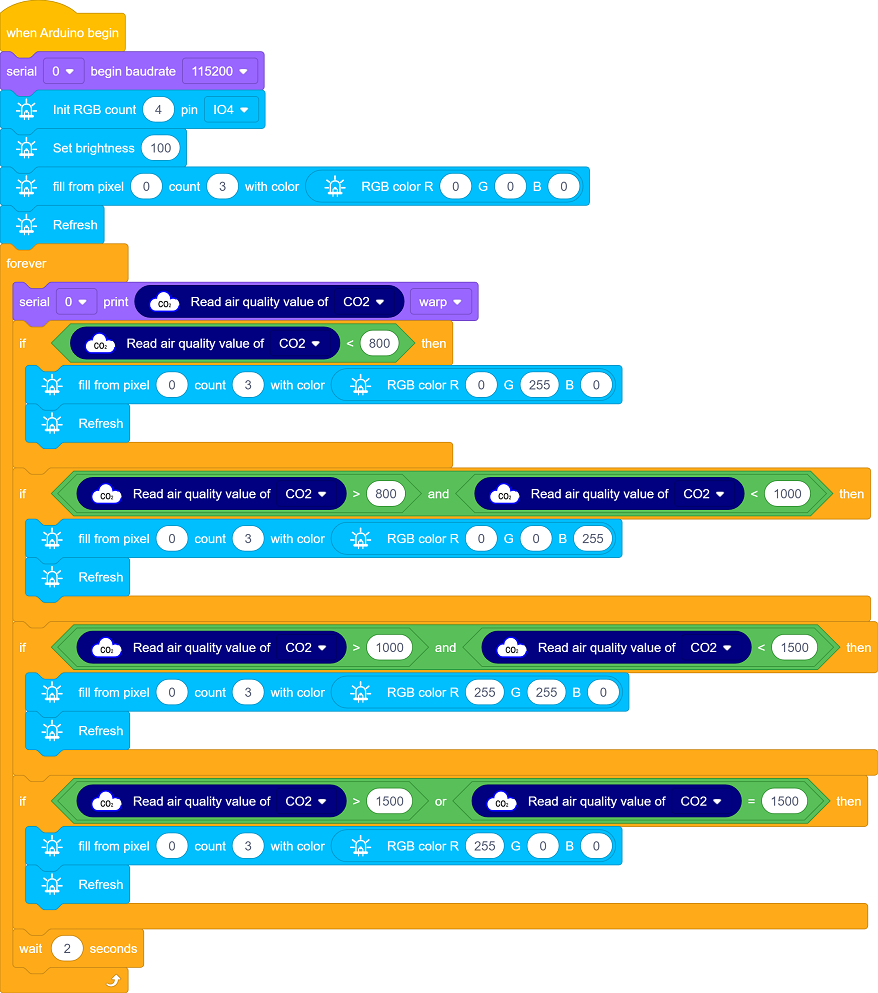 when Arduino begin
serial 0 begin baudrate 115200
Init RGB count 4 pin IO4
Set brightness 100
fill from pixel 0 count 3 with color RGB color R 0 G 0 B 0
Refresh
forever
serial 0 print CO2 Read air quality value of CO2 warp
if CO2 Read air quality value of CO2 < 800 then
fill from pixel 0 count 3 with color RGB color R 0 G 255 B 0
Refresh
if CO2 Read air quality value of CO2 > 800 and CO2 Read air quality value of CO2 < 1000 then
fill from pixel 0 count 3 with color RGB color R 0 G 0 B 255
Refresh
if CO2 Read air quality value of CO2 > 1000 and CO2 Read air quality value of CO2 < 1500 then
fill from pixel 0 count 3 with color RGB color R 255 G 255 B 0
Refresh
if CO2 Read air quality value of CO2 > 1500 or CO2 Read air quality value of CO2 = 1500 then
fill from pixel 0 count 3 with color RGB color R 255 G 0 B 0
Refresh
wait 2 seconds